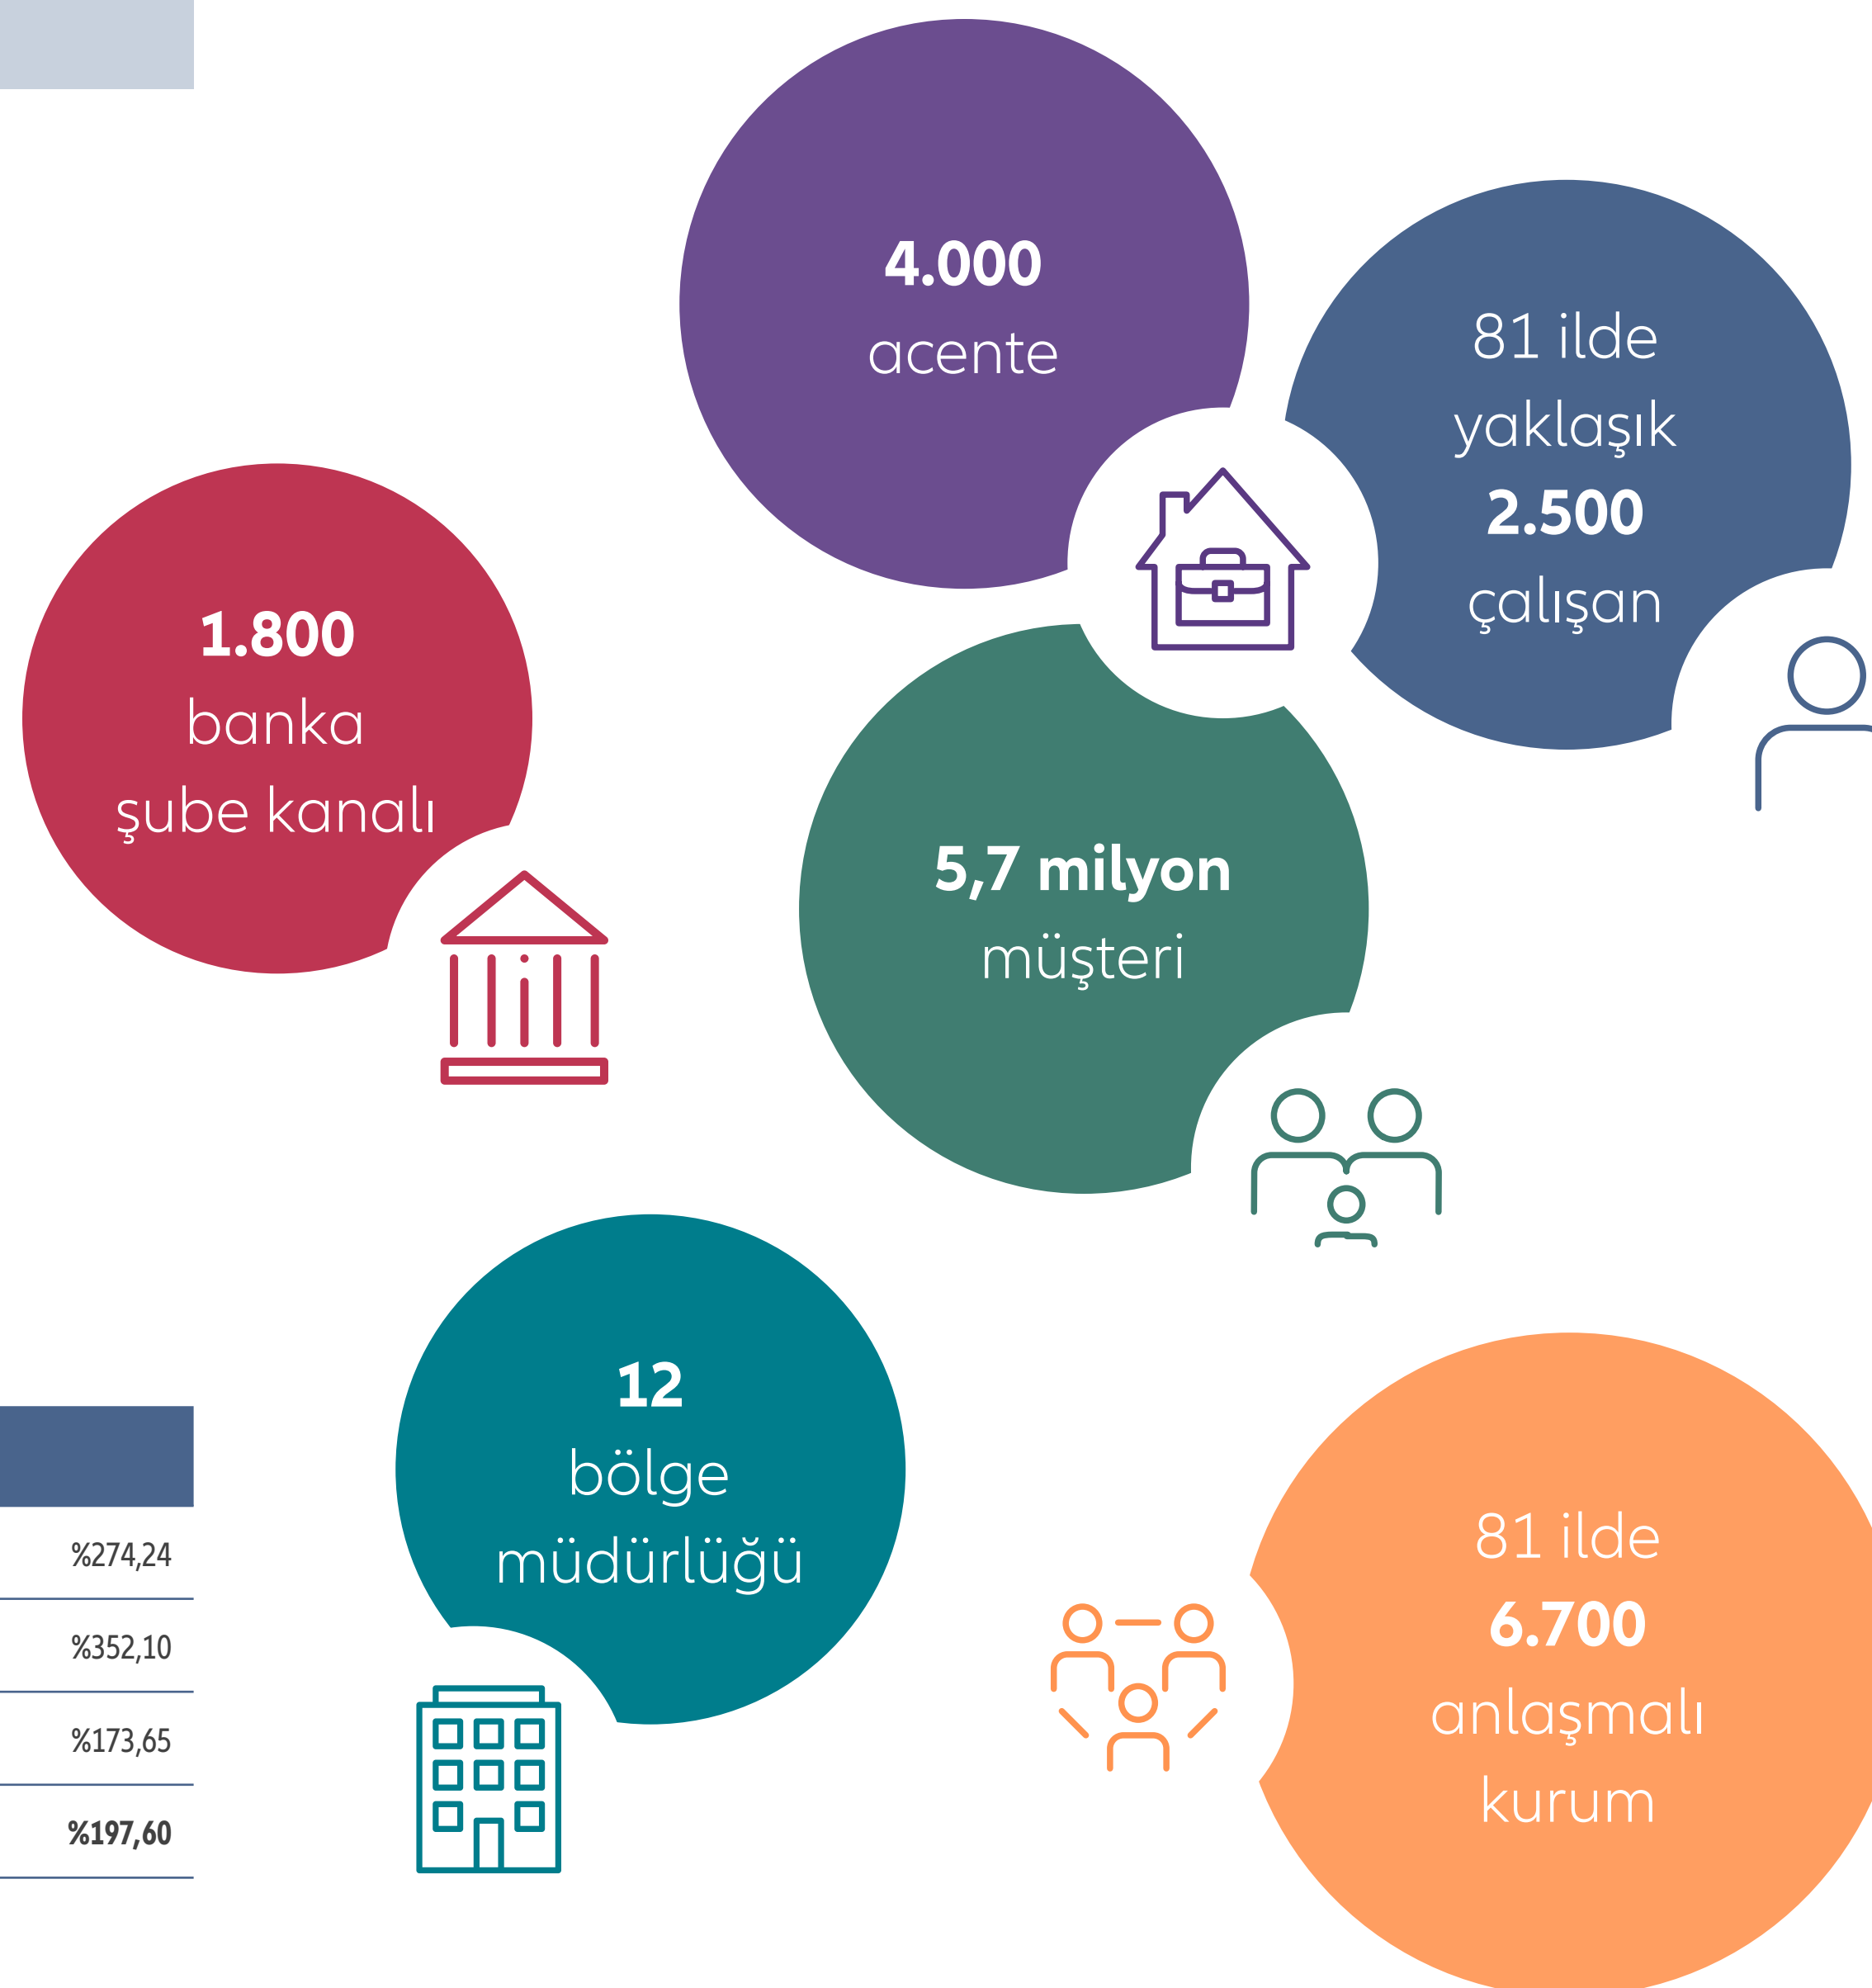 4.000
acente
81 ilde
yaklaşık
2.500
çalışan
1.800
banka
şube kanalı
5,7 milyon
müşteri
12
bölge
müdürlüğü
81 ilde
6.700
anlaşmalı
kurum
%274,24
%352,10
%173,65
%197,60